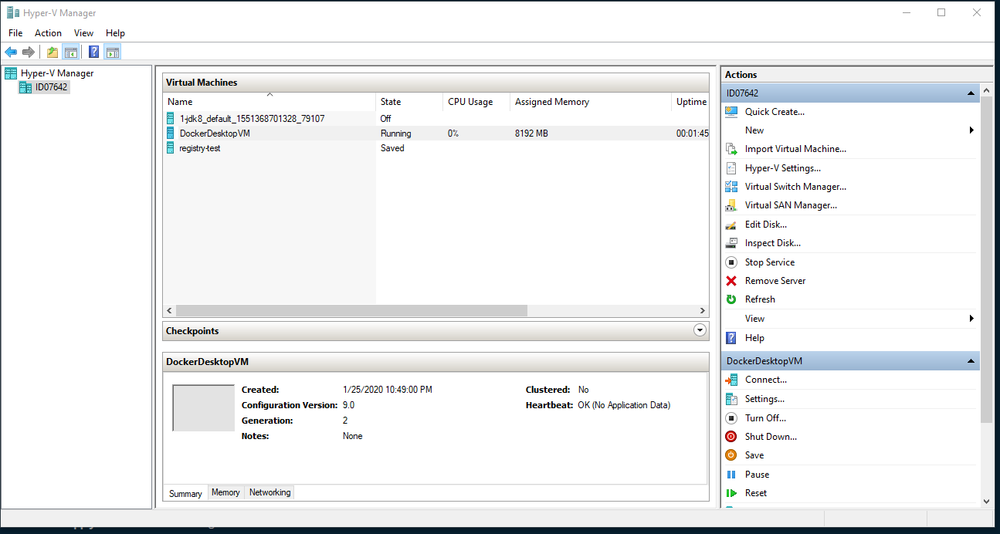 Hyper-V Manager
File Action View Help
Hyper-V Manager
ID07642
Virtual Machines
Name State CPU Usage Assigned Memory Uptime
1-jdk8_default_1551368701328_79107 Off
DockerDesktopVM Running 0% 8192 MB 00:01:45
registry-test Saved
Checkpoints
DockerDesktopVM
Created: 1/25/2020 10:49:00 PM Clustered: No
Configuration Version: 9.0 Heartbeat: OK (No Application Data)
Generation: 2
Notes: None
Summary Memory Networking
Actions
ID07642
Quick Create...
New
Import Virtual Machine...
Hyper-V Settings...
Virtual Switch Manager...
Virtual SAN Manager...
Edit Disk...
Inspect Disk...
Stop Service
Remove Server
Refresh
View
Help
DockerDesktopVM
Connect...
Settings...
Turn Off...
Shut Down...
Save
Pause
Reset